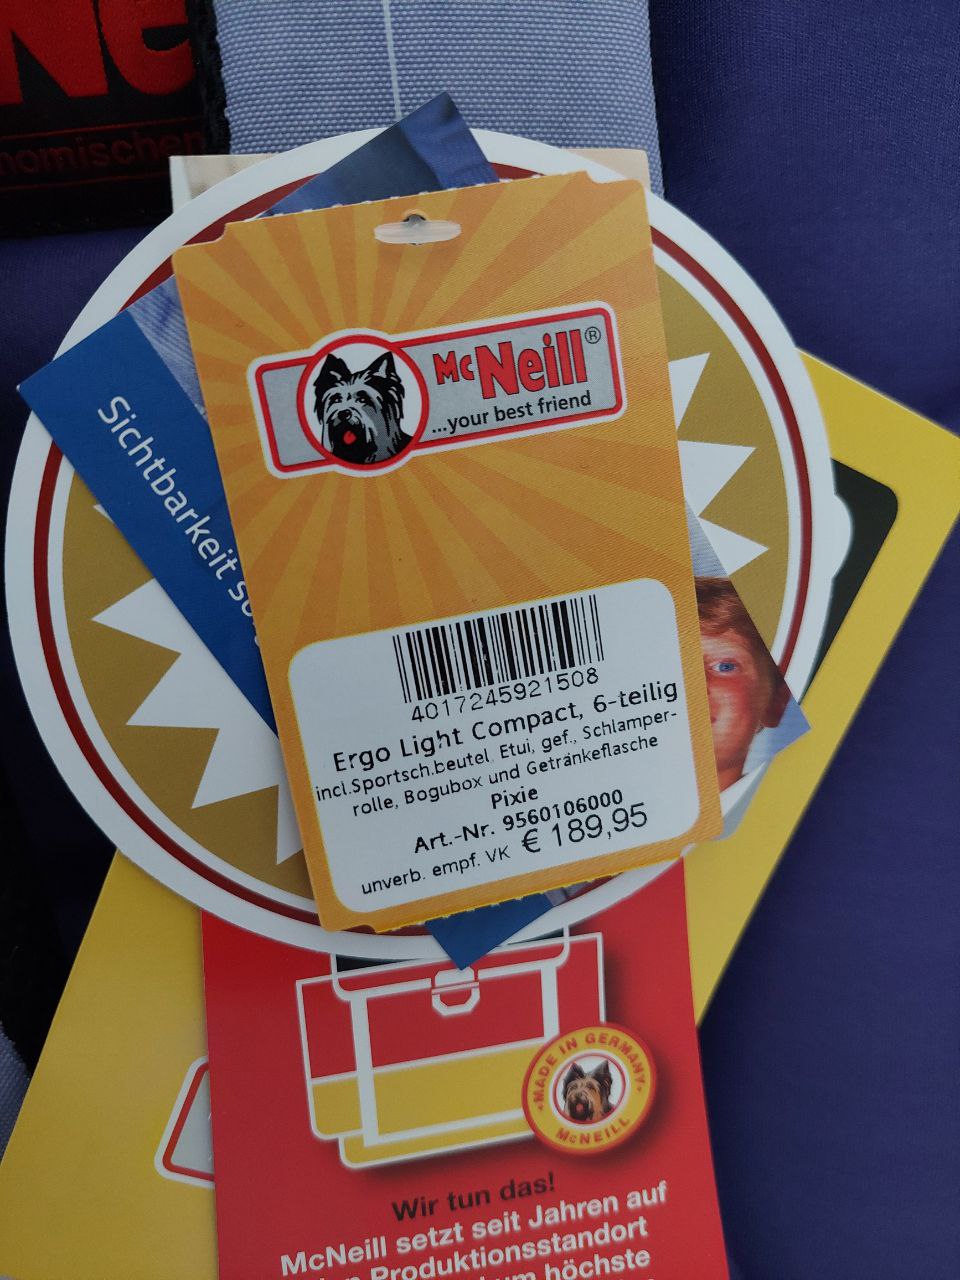 Ne
nomischen
McNeill®
...your best friend
Sichtbarkeit
4017245921508
Ergo Light Compact, 6-teilig
incl.Sportsch.beutel, Etui, gef., Schlamper-
rolle, Bogubox und Getränkeflasche
Pixie
Art.-Nr. 9560106000
unverb. empf. VK € 189,95
MADE IN GERMANY
McNEILL
Wir tun das!
McNeill setzt seit Jahren auf
Produktionsstandort
höchste